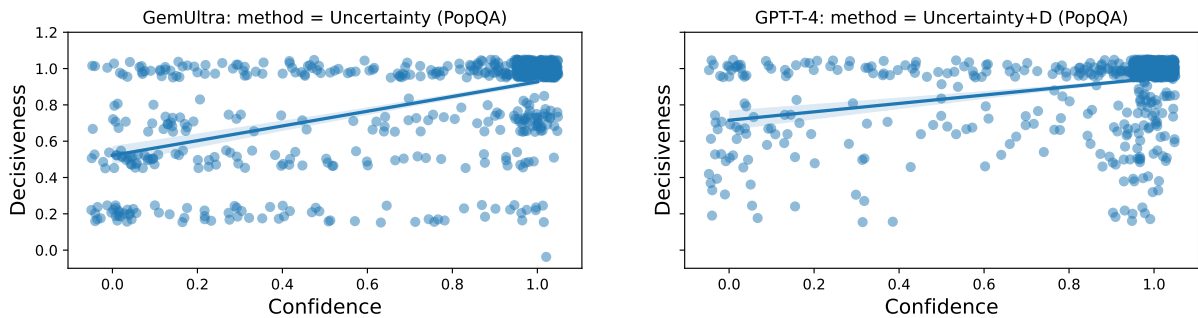 GemUltra: method = Uncertainty (PopQA)
1.2
1.0
0.8
0.6
0.4
0.2
0.0
Decisiveness
0.0 0.2 0.4 0.6 0.8 1.0
Confidence
GPT-T-4: method = Uncertainty+D (PopQA)
Decisiveness
0.0 0.2 0.4 0.6 0.8 1.0
Confidence